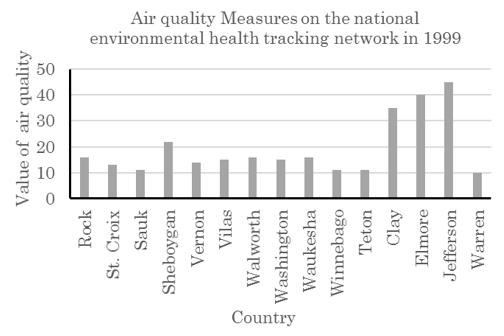 Air quality Measures on the national
environmental health tracking network in 1999
Value of air quality
50
40
30
20
10
0
Rock
St. Croix
Sauk
Sheboygan
Vernon
Vilas
Walworth
Washington
Waukesha
Winnebago
Teton
Clay
Elmore
Jefferson
Warren
Country